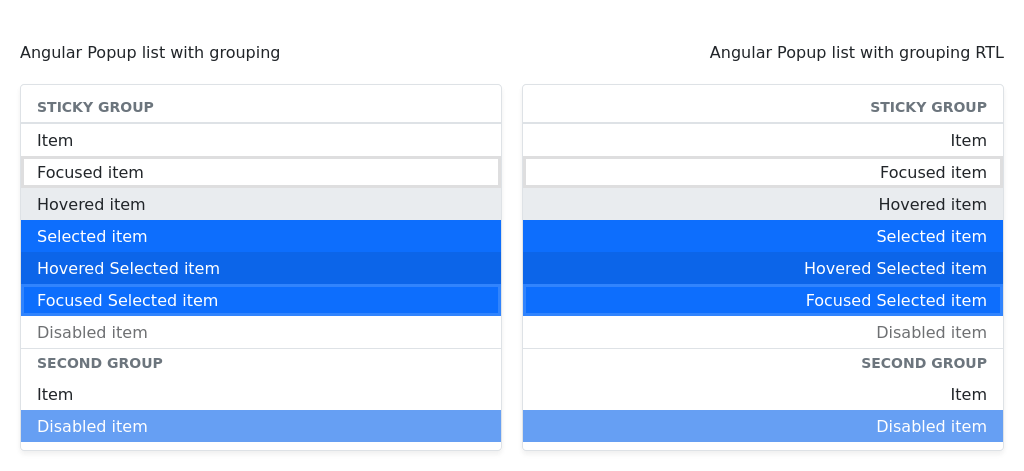 Angular Popup list with grouping
STICKY GROUP
Item
Focused item
Hovered item
Selected item
Hovered Selected item
Focused Selected item
Disabled item
SECOND GROUP
Item
Disabled item
Angular Popup list with grouping RTL
STICKY GROUP
Item
Focused item
Hovered item
Selected item
Hovered Selected item
Focused Selected item
Disabled item
SECOND GROUP
Item
Disabled item